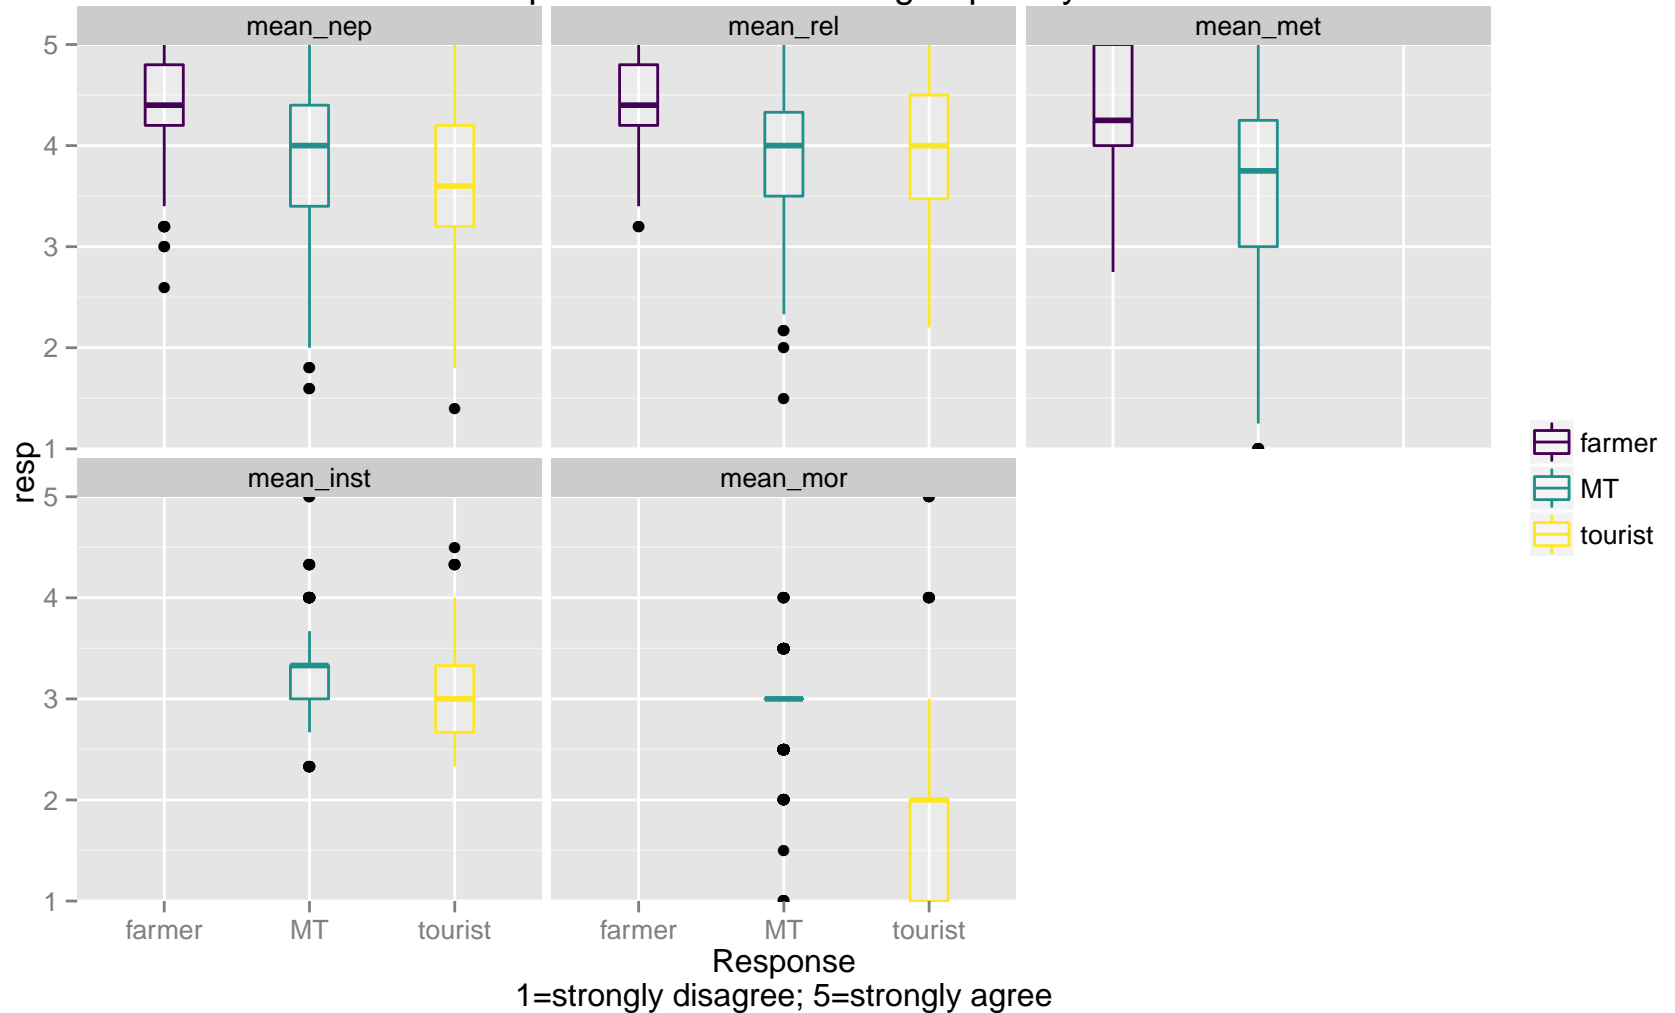 mean_nep mean_rel mean_met
5
4
3
2
1
mean_inst mean_mor
5
4
3
2
1
resp
farmer MT tourist farmer MT tourist
Response
1=strongly disagree; 5=strongly agree
farmer
MT
tourist